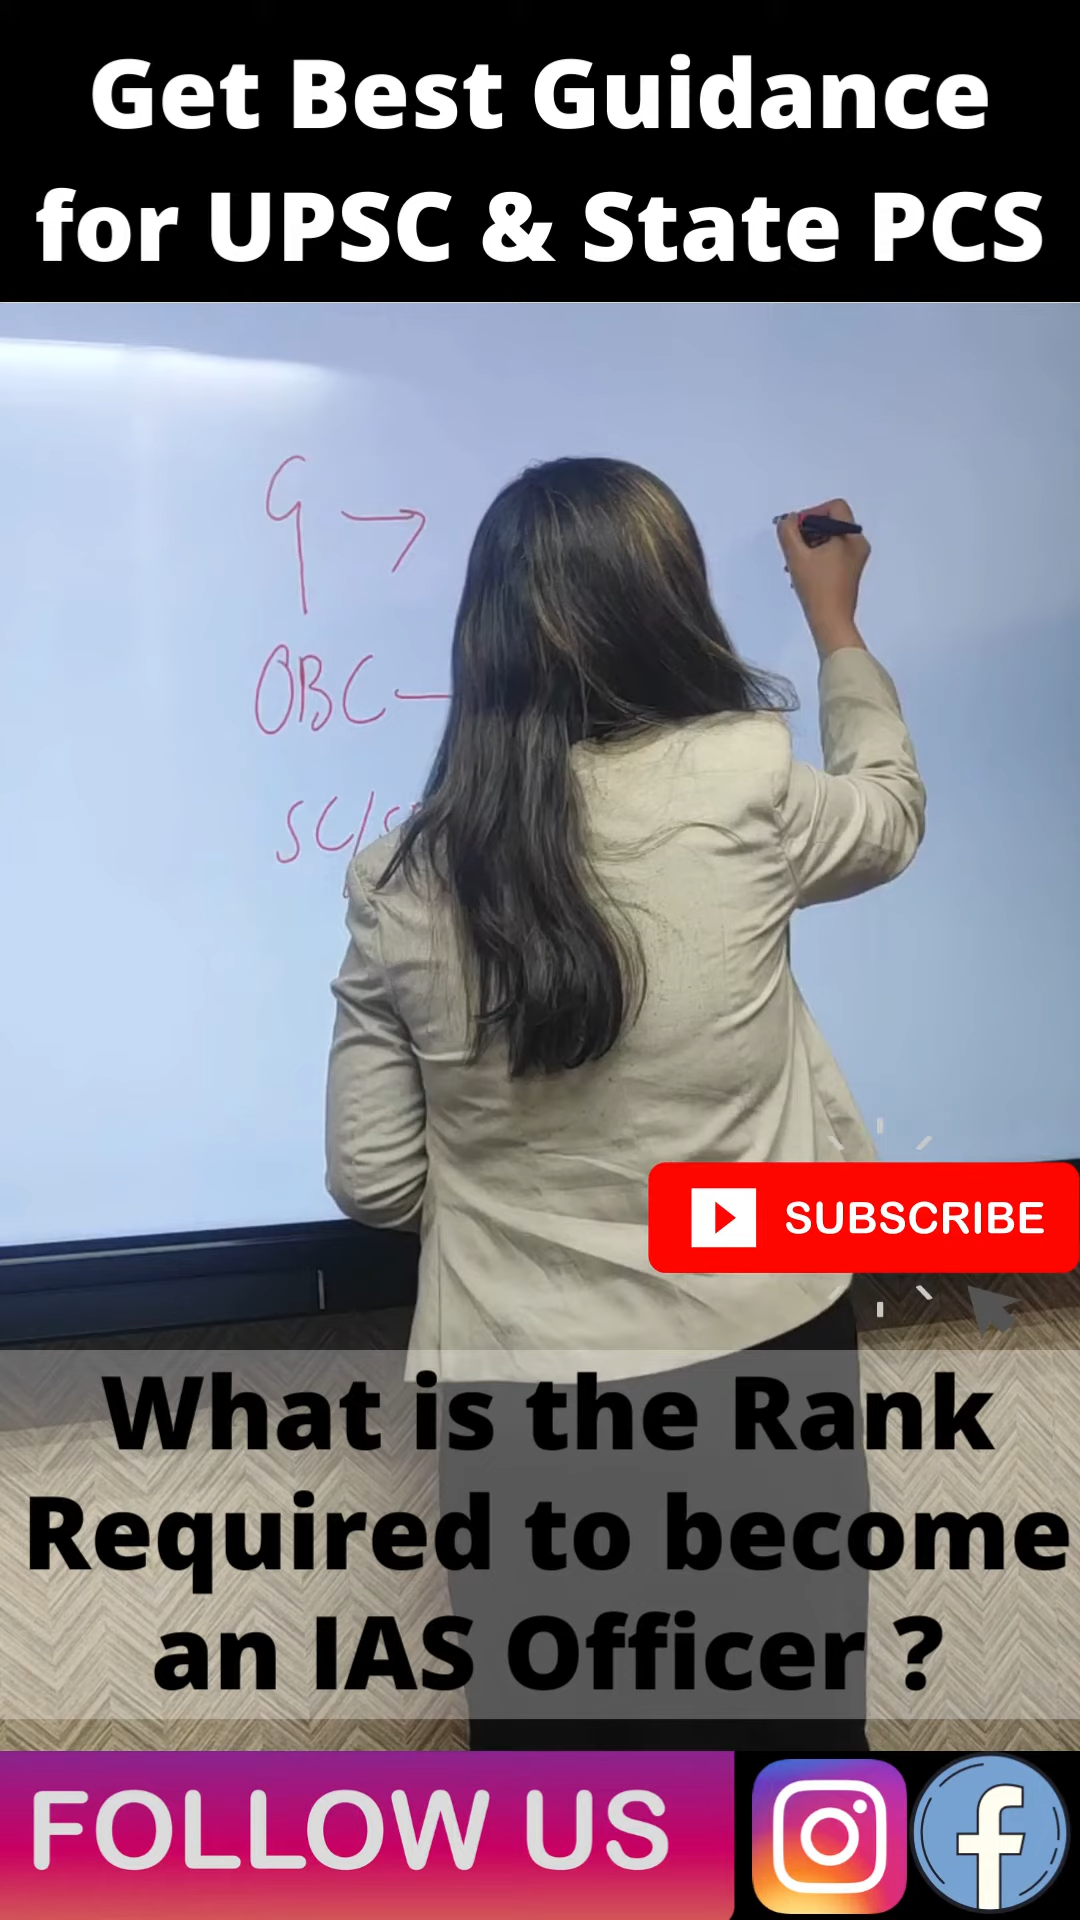 Get Best Guidance
for UPSC & State PCS
G →
OBC —
SC/
SUBSCRIBE
What is the Rank
Required to become
an IAS Officer ?
FOLLOW US